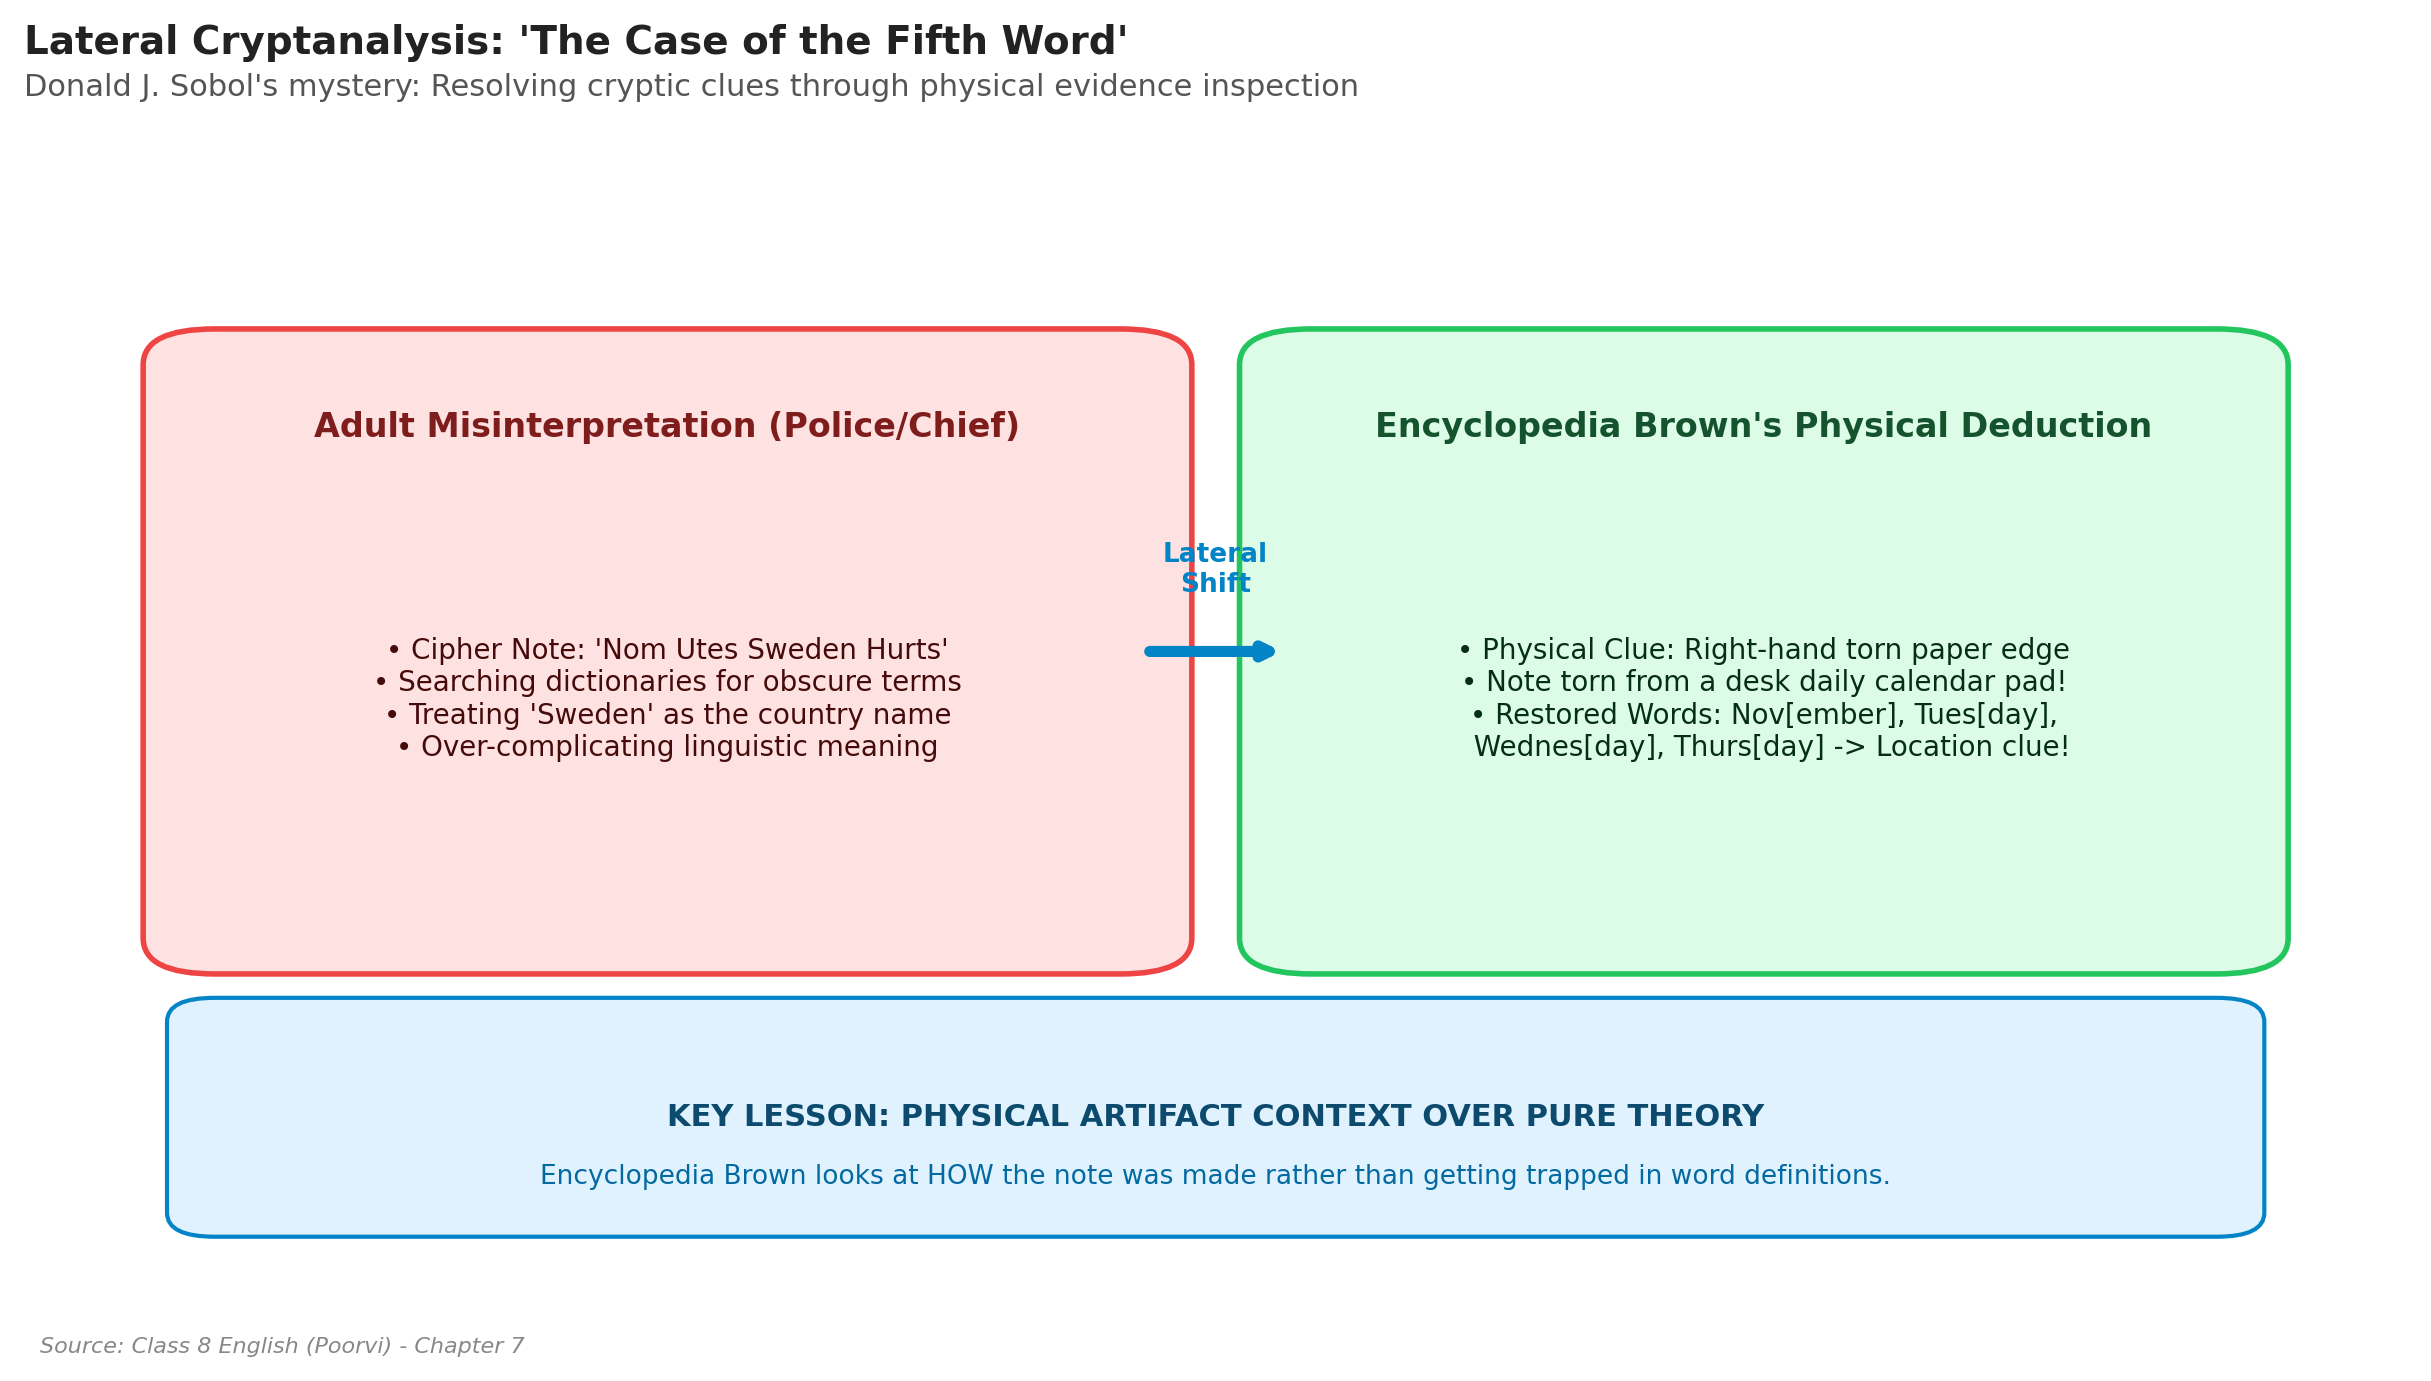 Lateral Cryptanalysis: 'The Case of the Fifth Word'
Donald J. Sobol's mystery: Resolving cryptic clues through physical evidence inspection
Adult Misinterpretation (Police/Chief)
• Cipher Note: 'Nom Utes Sweden Hurts'
• Searching dictionaries for obscure terms
• Treating 'Sweden' as the country name
• Over-complicating linguistic meaning
Lateral
Shift
Encyclopedia Brown's Physical Deduction
• Physical Clue: Right-hand torn paper edge
• Note torn from a desk daily calendar pad!
• Restored Words: Nov[ember], Tues[day],
Wednes[day], Thurs[day] -> Location clue!
KEY LESSON: PHYSICAL ARTIFACT CONTEXT OVER PURE THEORY
Encyclopedia Brown looks at HOW the note was made rather than getting trapped in word definitions.
Source: Class 8 English (Poorvi) - Chapter 7